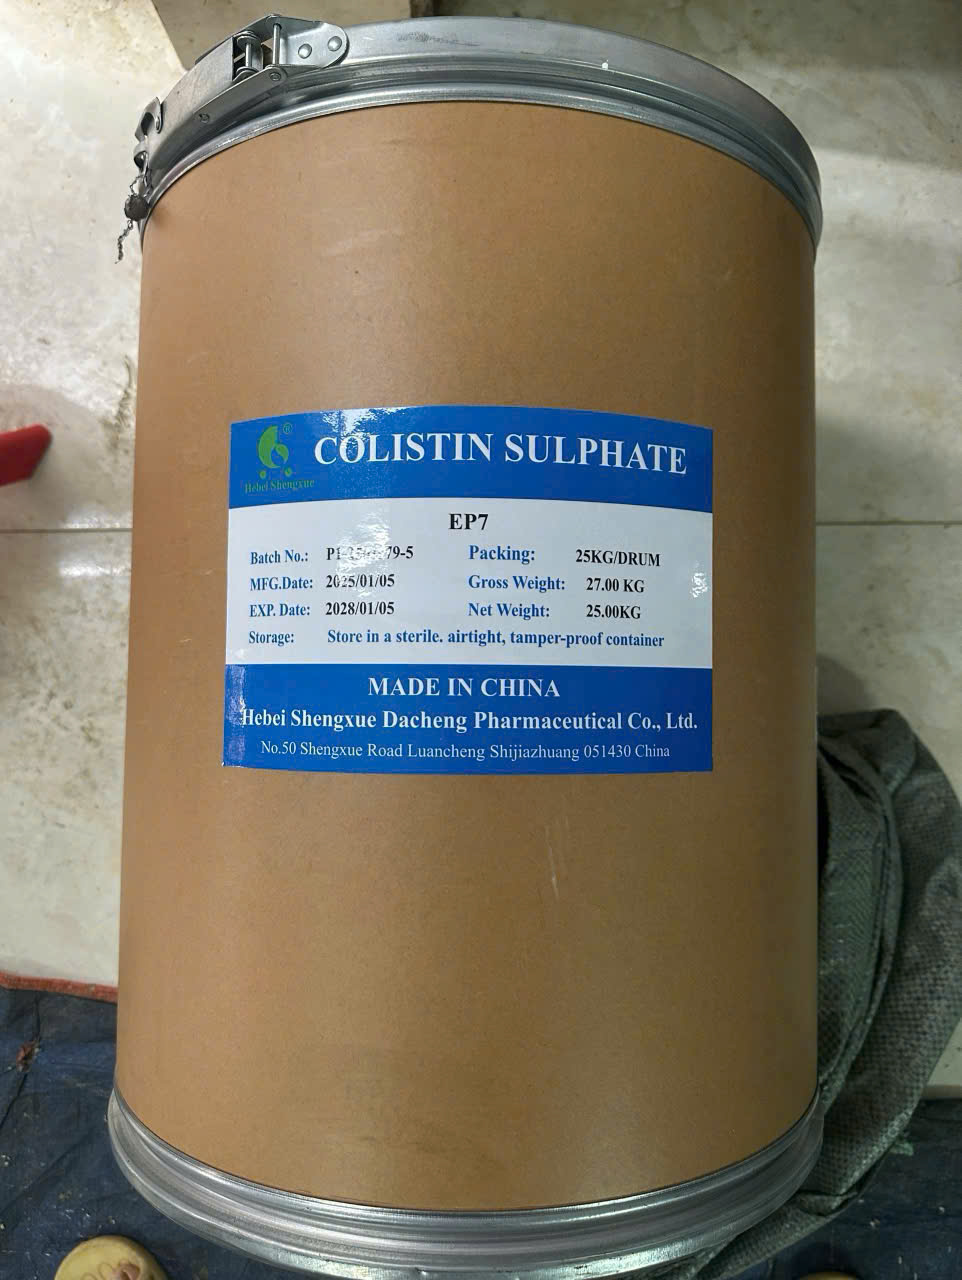 COLISTIN SULPHATE
®
Hebei Shengxue
EP7
Batch No.: Packing: 25KG/DRUM
MFG.Date: 2025/01/05 Gross Weight: 27.00 KG
EXP. Date: 2028/01/05 Net Weight: 25.00KG
Storage: Store in a sterile. airtight, tamper-proof container
MADE IN CHINA
Hebei Shengxue Dacheng Pharmaceutical Co., Ltd.
No.50 Shengxue Road Luancheng Shijiazhuang 051430 China